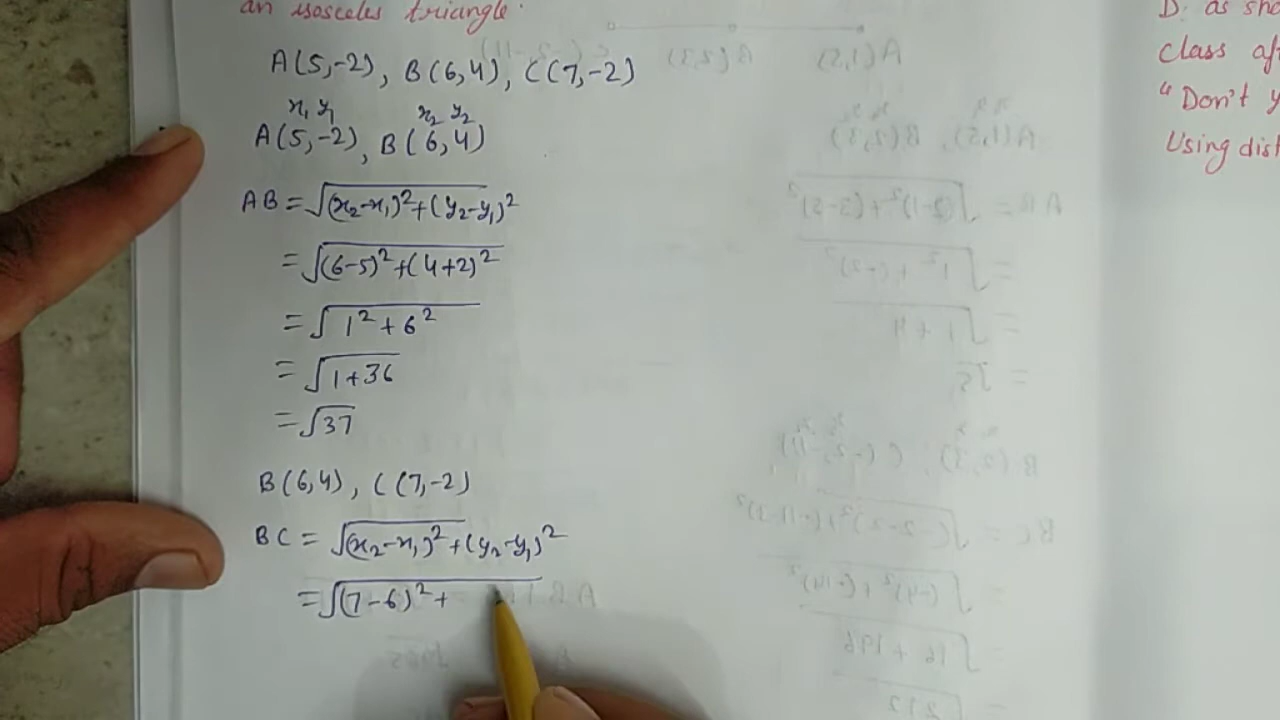 an isosceles triangle.
A(5,-2), B(6,4), C(7,-2)
x₁ y₁ x₂ y₂
A(5,-2), B(6,4)
AB = √(x₂-x₁)²+(y₂-y₁)²
= √(6-5)²+(4+2)²
= √1²+6²
= √1+36
= √37
B(6,4), C(7,-2)
BC = √(x₂-x₁)²+(y₂-y₁)²
= √(7-6)²+
D. as sho
class af
"Don't y
Using dist